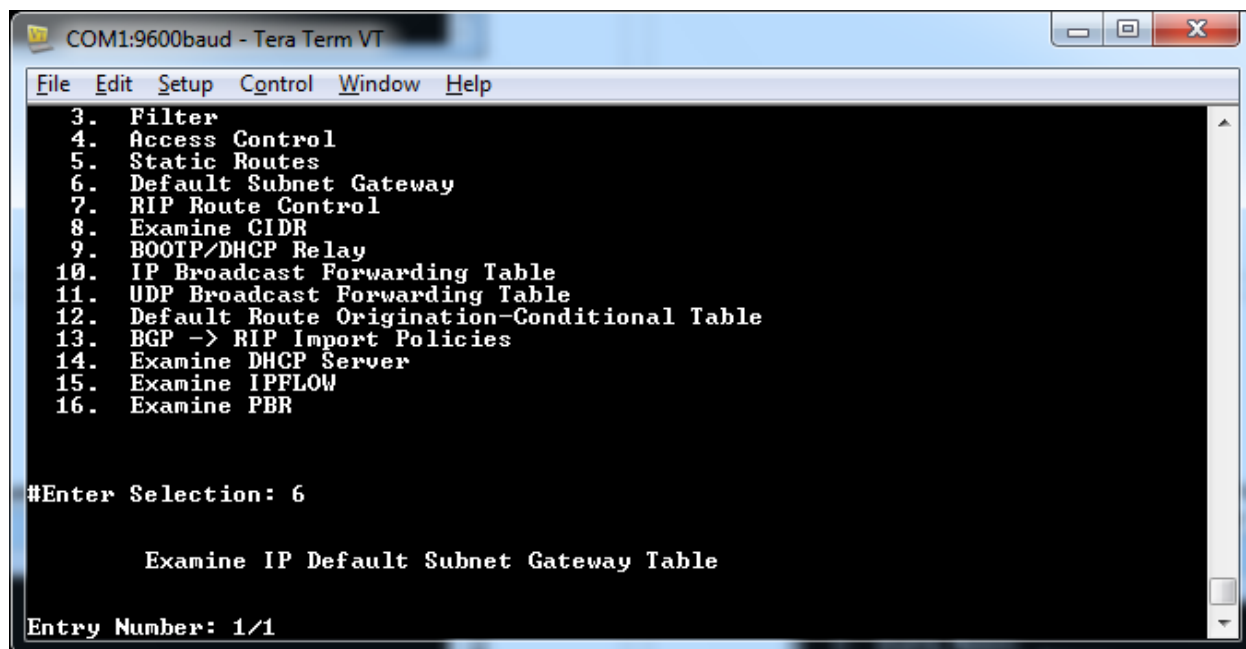 COM1:9600baud - Tera Term VT
File Edit Setup Control Window Help
3. Filter
4. Access Control
5. Static Routes
6. Default Subnet Gateway
7. RIP Route Control
8. Examine CIDR
9. BOOTP/DHCP Relay
10. IP Broadcast Forwarding Table
11. UDP Broadcast Forwarding Table
12. Default Route Origination-Conditional Table
13. BGP -> RIP Import Policies
14. Examine DHCP Server
15. Examine IPFLOW
16. Examine PBR
#Enter Selection: 6
Examine IP Default Subnet Gateway Table
Entry Number: 1/1